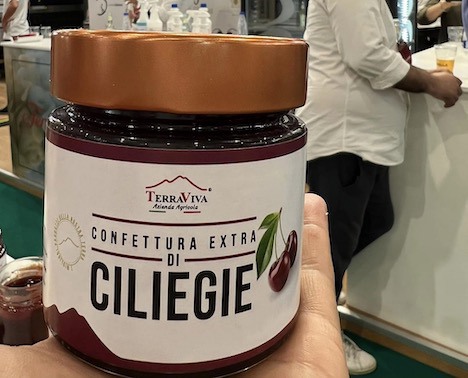 TERRAVIVA
Azienda Agricola
CONFETTURA EXTRA
DI
CILIEGIE